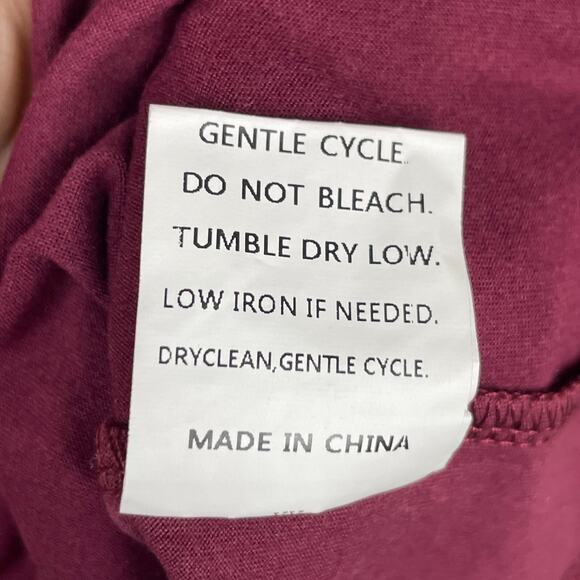 GENTLE CYCLE.
DO NOT BLEACH.
TUMBLE DRY LOW.
LOW IRON IF NEEDED.
DRYCLEAN,GENTLE CYCLE.
MADE IN CHINA